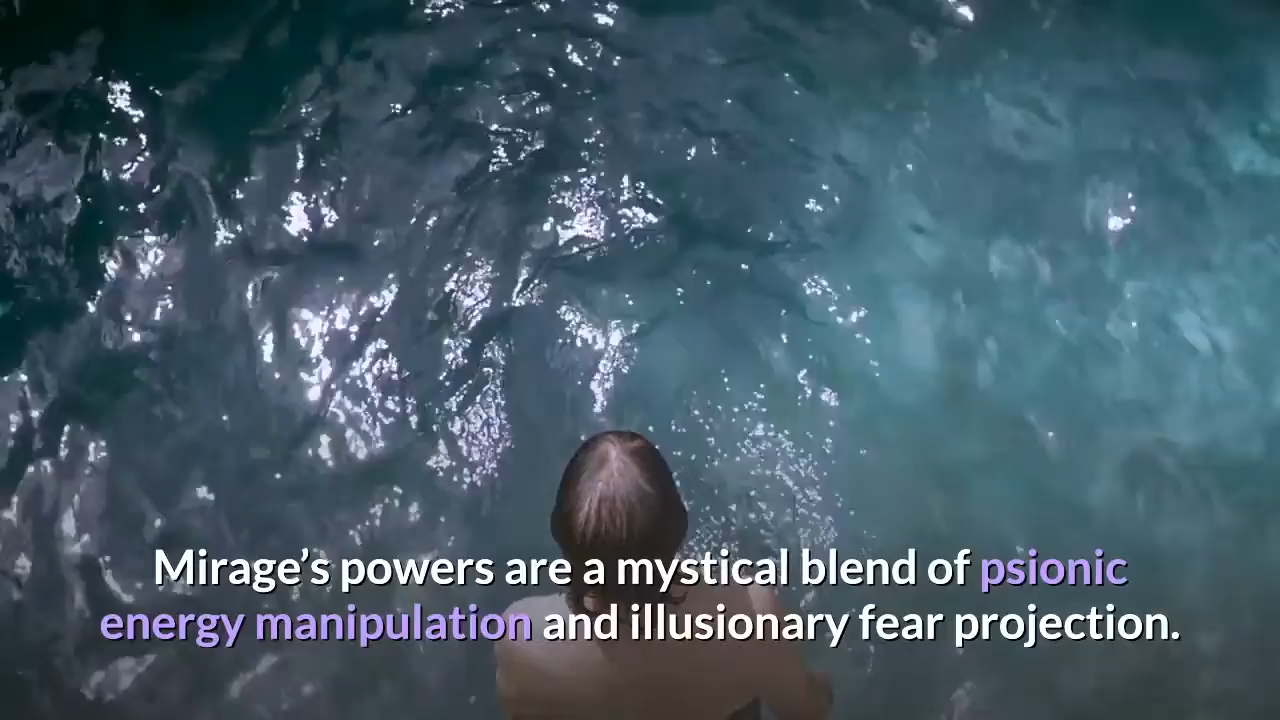 Mirage’s powers are a mystical blend of psionic
energy manipulation and illusionary fear projection.